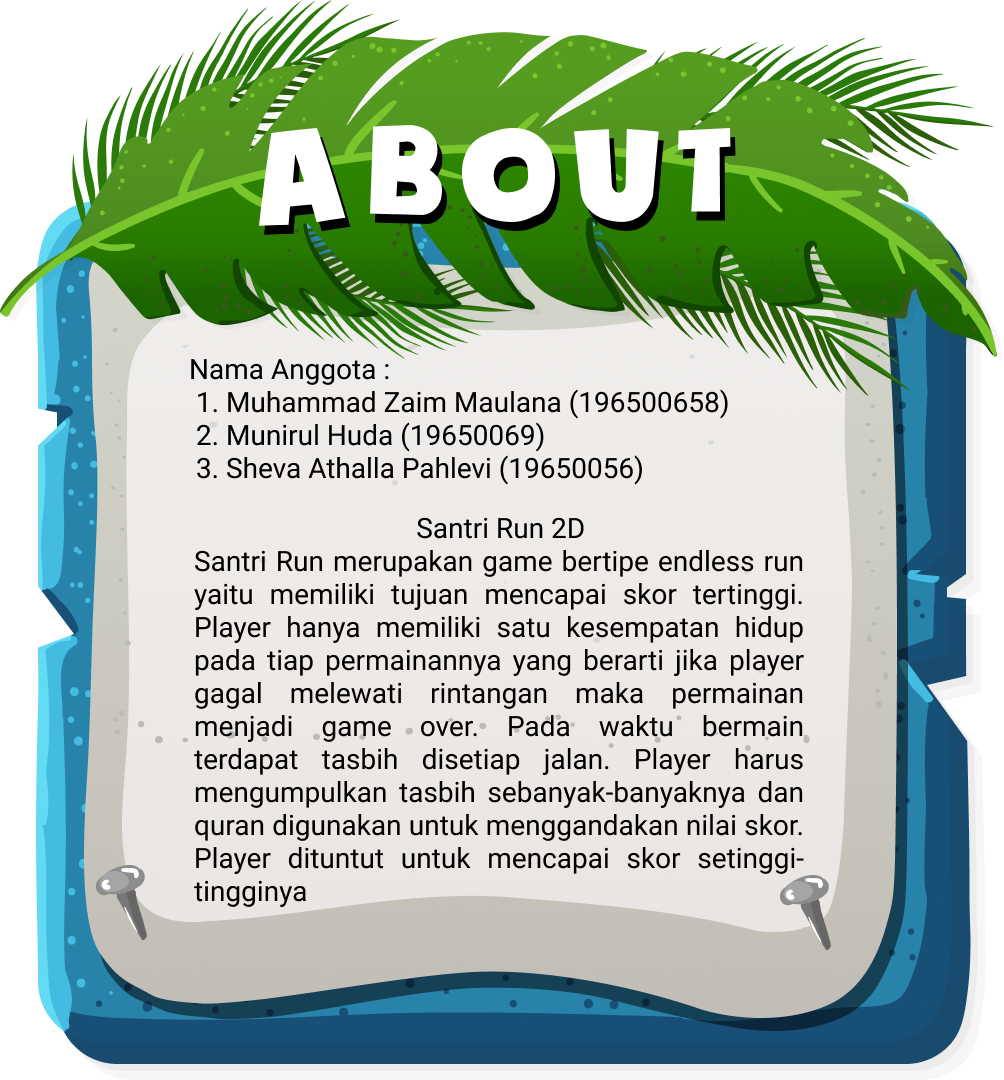 ABOUT
Nama Anggota :
1. Muhammad Zaim Maulana (196500658)
2. Munirul Huda (19650069)
3. Sheva Athalla Pahlevi (19650056)
Santri Run 2D
Santri Run merupakan game bertipe endless run
yaitu memiliki tujuan mencapai skor tertinggi.
Player hanya memiliki satu kesempatan hidup
pada tiap permainannya yang berarti jika player
gagal melewati rintangan maka permainan
menjadi game over. Pada waktu bermain
terdapat tasbih disetiap jalan. Player harus
mengumpulkan tasbih sebanyak-banyaknya dan
quran digunakan untuk menggandakan nilai skor.
Player dituntut untuk mencapai skor setinggi-
tingginya